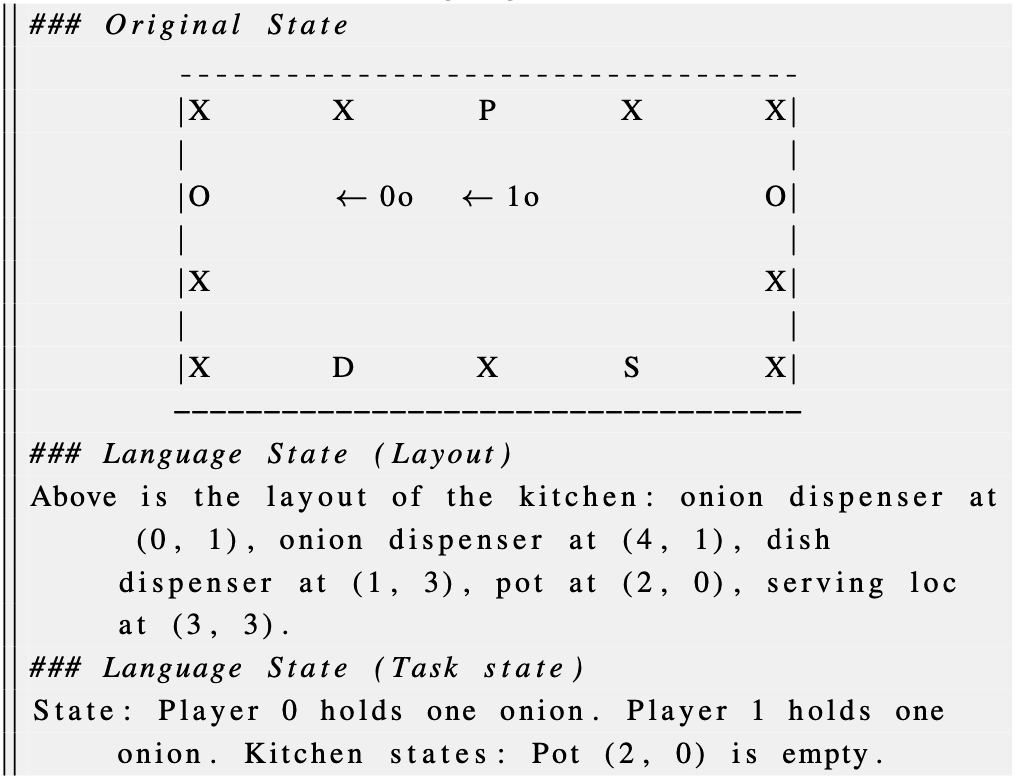 ### Original State
-----------------------------------
|X X P X X|
| |
|O ← 0o ← 1o O|
| |
|X X|
| |
|X D X S X|
-----------------------------------
### Language State (Layout)
Above is the layout of the kitchen: onion dispenser at
(0, 1), onion dispenser at (4, 1), dish
dispenser at (1, 3), pot at (2, 0), serving loc
at (3, 3).
### Language State (Task state)
State: Player 0 holds one onion. Player 1 holds one
onion. Kitchen states: Pot (2, 0) is empty.